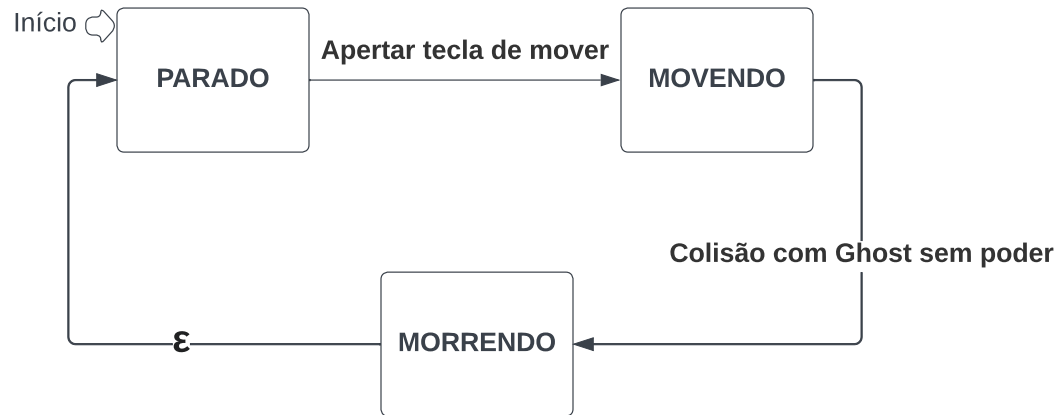 Início
Apertar tecla de mover
PARADO
MOVENDO
Colisão com Ghost sem poder
MORRENDO
ε